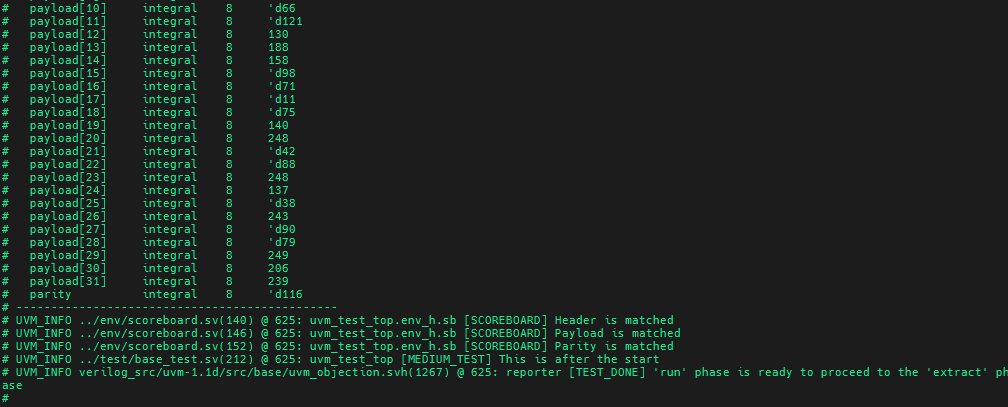 #   payload[10]     integral    8     'd66
#   payload[11]     integral    8     'd121
#   payload[12]     integral    8     130
#   payload[13]     integral    8     188
#   payload[14]     integral    8     158
#   payload[15]     integral    8     'd98
#   payload[16]     integral    8     'd71
#   payload[17]     integral    8     'd11
#   payload[18]     integral    8     'd75
#   payload[19]     integral    8     140
#   payload[20]     integral    8     248
#   payload[21]     integral    8     'd42
#   payload[22]     integral    8     'd88
#   payload[23]     integral    8     248
#   payload[24]     integral    8     137
#   payload[25]     integral    8     'd38
#   payload[26]     integral    8     243
#   payload[27]     integral    8     'd90
#   payload[28]     integral    8     'd79
#   payload[29]     integral    8     249
#   payload[30]     integral    8     206
#   payload[31]     integral    8     239
#   parity          integral    8     'd116
# ----------------------------------------------
# UVM_INFO ../env/scoreboard.sv(140) @ 625: uvm_test_top.env_h.sb [SCOREBOARD] Header is matched
# UVM_INFO ../env/scoreboard.sv(146) @ 625: uvm_test_top.env_h.sb [SCOREBOARD] Payload is matched
# UVM_INFO ../env/scoreboard.sv(152) @ 625: uvm_test_top.env_h.sb [SCOREBOARD] Parity is matched
# UVM_INFO ../test/base_test.sv(212) @ 625: uvm_test_top [MEDIUM_TEST] This is after the start
# UVM_INFO verilog_src/uvm-1.1d/src/base/uvm_objection.svh(1267) @ 625: reporter [TEST_DONE] 'run' phase is ready to proceed to the 'extract' ph
ase
#